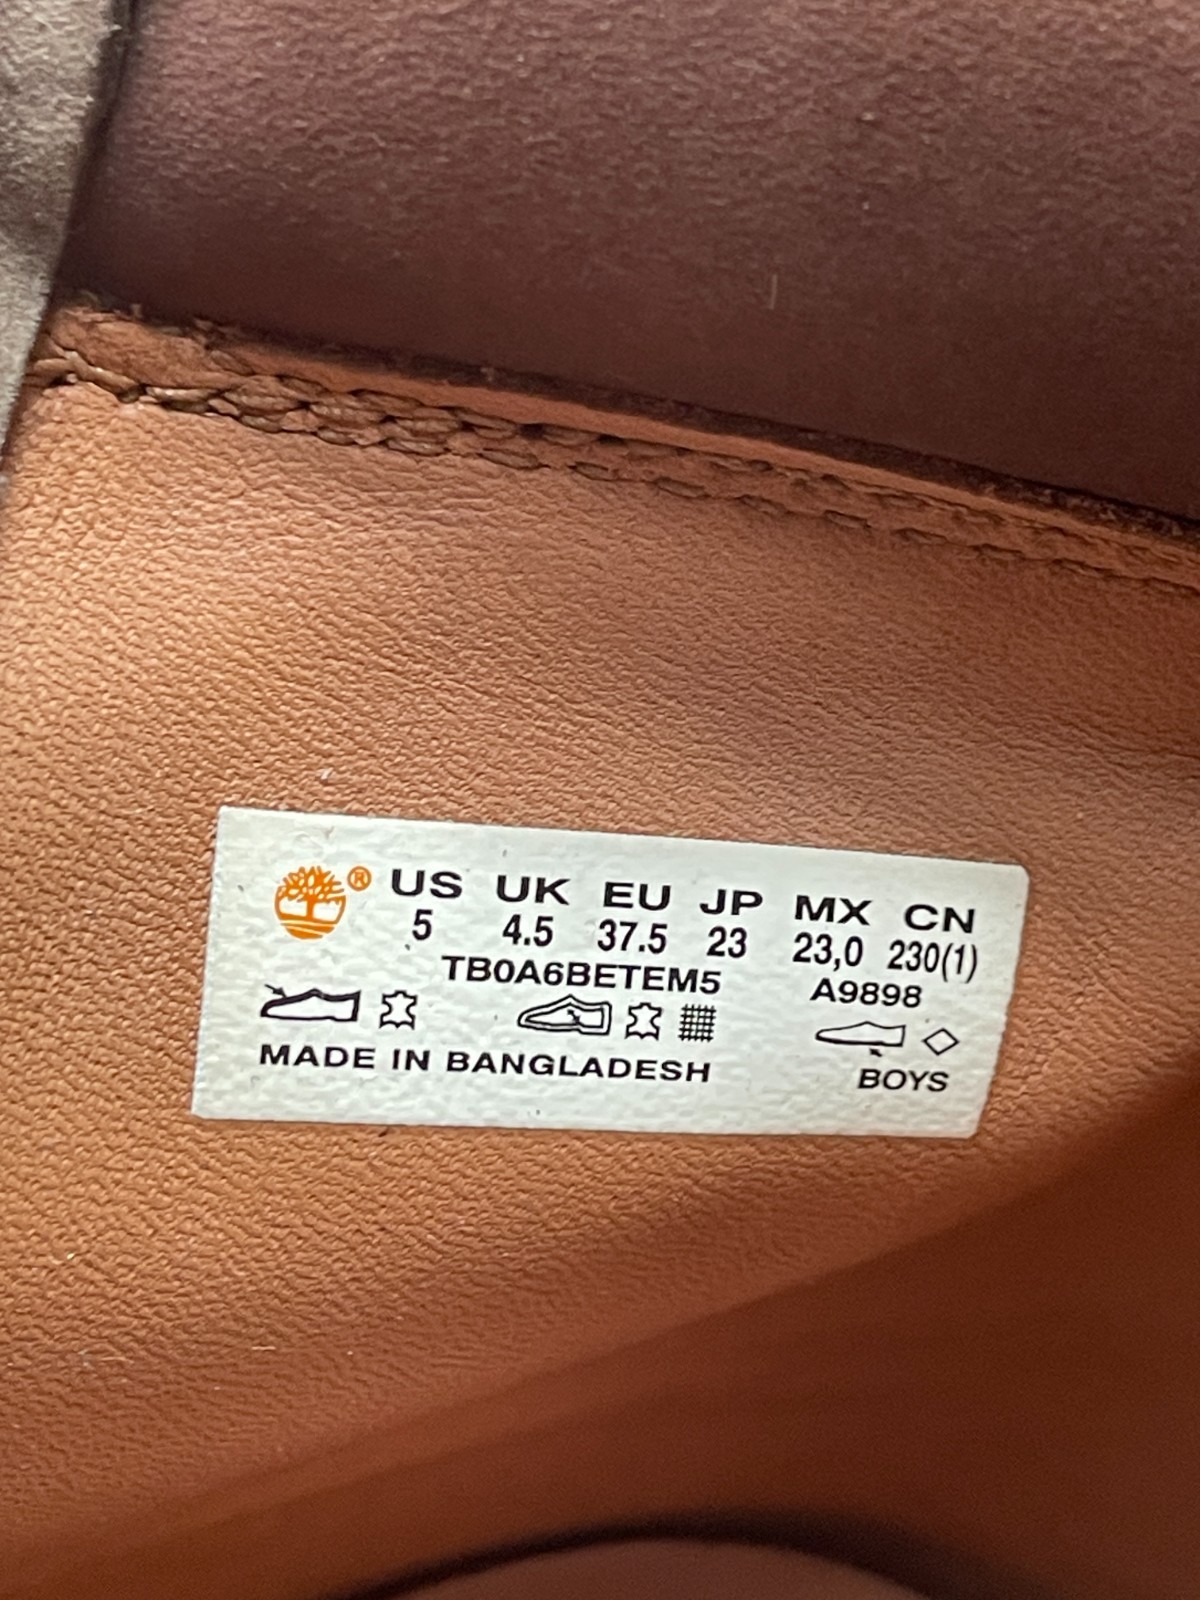 ® US UK EU JP MX CN
5 4.5 37.5 23 23,0 230(1)
TB0A6BETEM5 A9898
MADE IN BANGLADESH BOYS